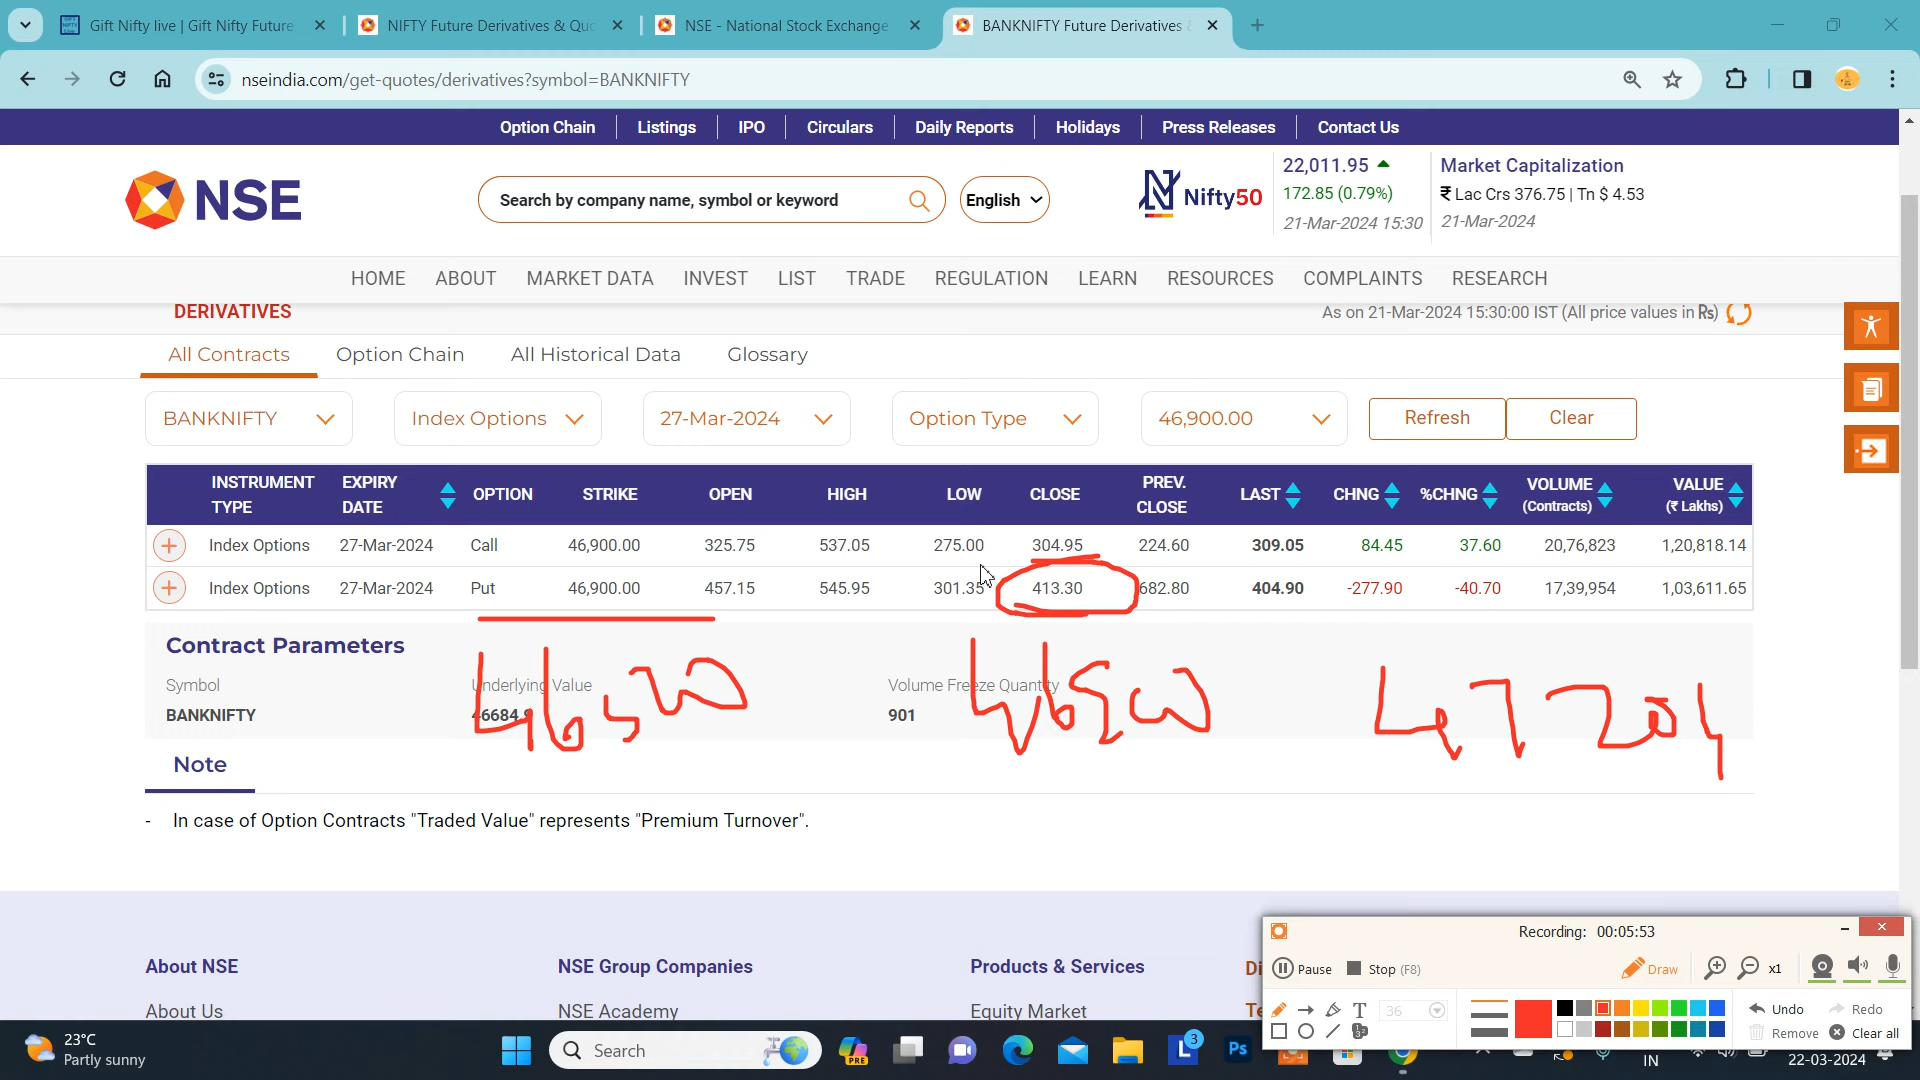 Gift Nifty live | Gift Nifty Future
NIFTY Future Derivatives & Quo
NSE - National Stock Exchange
BANKNIFTY Future Derivatives &
nseindia.com/get-quotes/derivatives?symbol=BANKNIFTY
Option Chain | Listings | IPO | Circulars | Daily Reports | Holidays | Press Releases | Contact Us
NSE
Search by company name, symbol or keyword
English
Nifty50
22,011.95
172.85 (0.79%)
21-Mar-2024 15:30
Market Capitalization
₹ Lac Crs 376.75 | Tn $ 4.53
21-Mar-2024
HOME ABOUT MARKET DATA INVEST LIST TRADE REGULATION LEARN RESOURCES COMPLAINTS RESEARCH
DERIVATIVES
As on 21-Mar-2024 15:30:00 IST (All price values in ₨)
All Contracts Option Chain All Historical Data Glossary
BANKNIFTY Index Options 27-Mar-2024 Option Type 46,900.00 Refresh Clear
INSTRUMENT TYPE EXPIRY DATE OPTION STRIKE OPEN HIGH LOW CLOSE PREV. CLOSE LAST CHNG %CHNG VOLUME (Contracts) VALUE (₹ Lakhs)
Index Options 27-Mar-2024 Call 46,900.00 325.75 537.05 275.00 304.95 224.60 309.05 84.45 37.60 20,76,823 1,20,818.14
Index Options 27-Mar-2024 Put 46,900.00 457.15 545.95 301.35 413.30 682.80 404.90 -277.90 -40.70 17,39,954 1,03,611.65
Contract Parameters
Symbol Underlying Value Volume Freeze Quantity
BANKNIFTY 46684.9 901
46500
Note
- In case of Option Contracts "Traded Value" represents "Premium Turnover".
About NSE NSE Group Companies Products & Services
About Us NSE Academy Equity Market
Recording: 00:05:53
Pause Stop (F8) Draw x1
36 Undo Redo
Remove Clear all
23°C
Partly sunny
Search
PRE
3
Ps
IN
22-03-2024